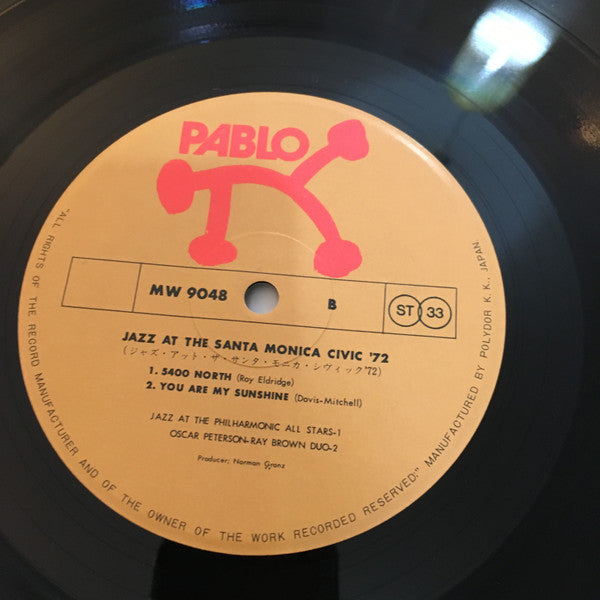 PABLO
MW 9048 B ST 33
JAZZ AT THE SANTA MONICA CIVIC '72
(ジャズ・アット・ザ・サンタ・モニカ・シヴィック'72)
1. 5400 NORTH (Roy Eldridge)
2. YOU ARE MY SUNSHINE (Davis-Mitchell)
JAZZ AT THE PHILHARMONIC ALL STARS-1
OSCAR PETERSON-RAY BROWN DUO-2
Producer: Norman Granz
"ALL RIGHTS OF THE RECORD MANUFACTURER AND OF THE OWNER OF THE WORK RECORDED RESERVED." MANUFACTURED BY POLYDOR K. K., JAPAN